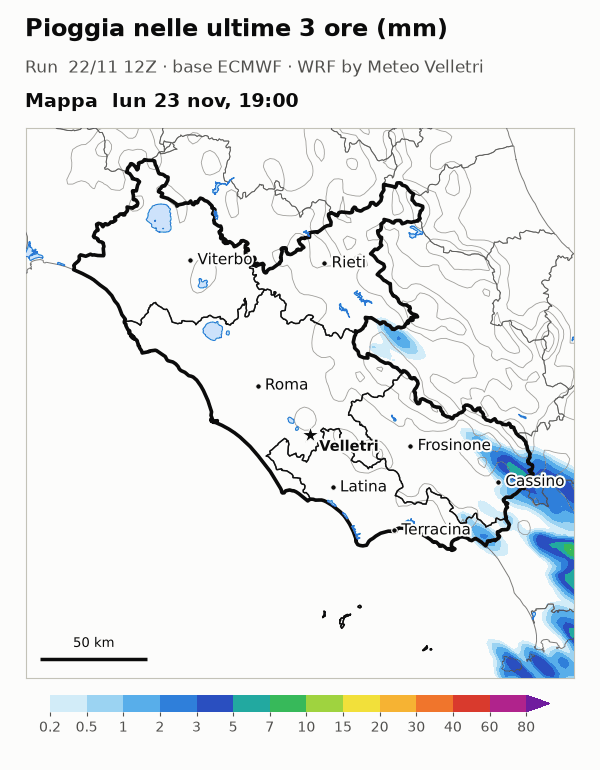 Pioggia nelle ultime 3 ore (mm)
Run 22/11 12Z · base ECMWF · WRF by Meteo Velletri
Mappa lun 23 nov, 19:00
Viterbo
Rieti
Roma
Velletri
Frosinone
Cassino
Latina
Terracina
50 km
0.2 0.5 1 2 3 5 7 10 15 20 30 40 60 80